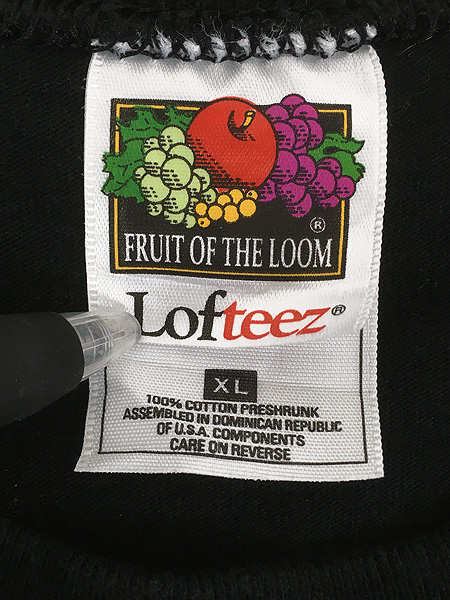 ®
FRUIT OF THE LOOM
Lofteez®
XL
100% COTTON PRESHRUNK
ASSEMBLED IN DOMINICAN REPUBLIC
OF U.S.A. COMPONENTS
CARE ON REVERSE